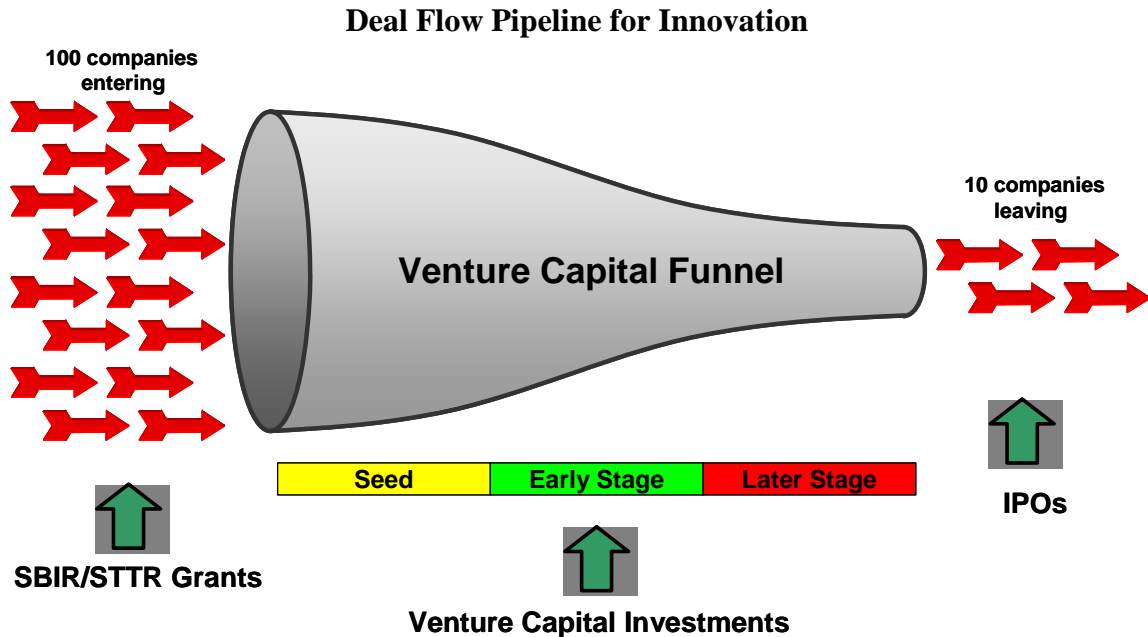 Deal Flow Pipeline for Innovation
100 companies
entering
10 companies
leaving
Venture Capital Funnel
Seed
Early Stage
Later Stage
IPOs
SBIR/STTR Grants
Venture Capital Investments